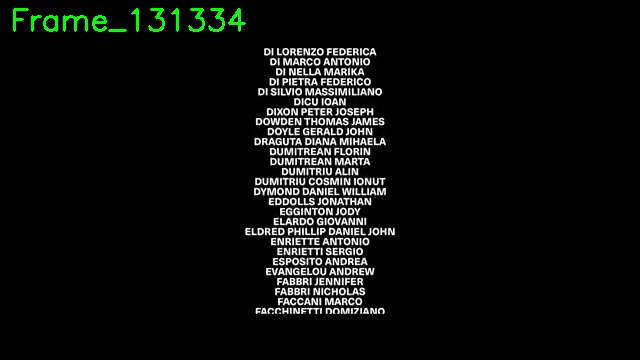 Frame_131334
DI LORENZO FEDERICA
DI MARCO ANTONIO
DI NELLA MARIKA
DI PIETRA FEDERICO
DI SILVIO MASSIMILIANO
DICU IOAN
DIXON PETER JOSEPH
DOWDEN THOMAS JAMES
DOYLE GERALD JOHN
DRAGUTA DIANA MIHAELA
DUMITREAN FLORIN
DUMITREAN MARTA
DUMITRIU ALIN
DUMITRIU COSMIN IONUT
DYMOND DANIEL WILLIAM
EDDOLLS JONATHAN
EGGINTON JODY
ELARDO GIOVANNI
ELDRED PHILLIP DANIEL JOHN
ENRIETTE ANTONIO
ENRIETTI SERGIO
ESPOSITO ANDREA
EVANGELOU ANDREW
FABBRI JENNIFER
FABBRI NICHOLAS
FACCANI MARCO
FACCHINETTI DOMIZIANO